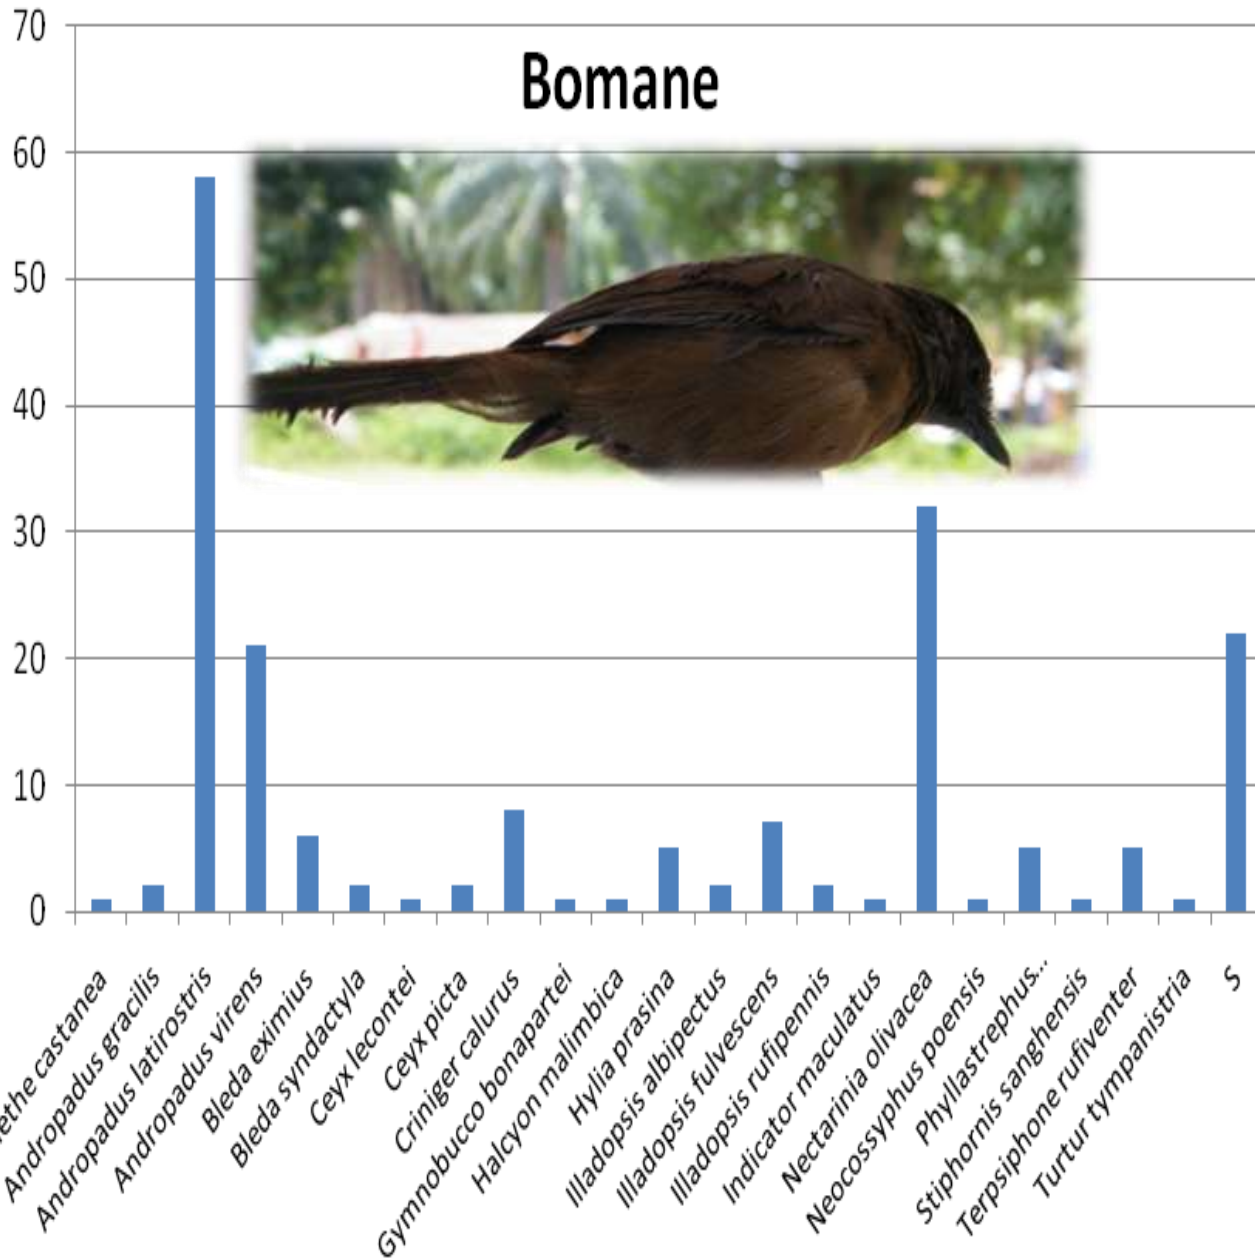 Bomane
70
60
50
40
30
20
10
0
castanea
Andropadus gracilis
Andropadus latirostris
Andropadus virens
Bleda eximius
Bleda syndactyla
Ceyx lecontei
Ceyx picta
Criniger calurus
Gymnobucco bonapartei
Halcyon malimbica
Hylia prasina
Illadopsis albipectus
Illadopsis fulvescens
Illadopsis rufipennis
Indicator maculatus
Nectarinia olivacea
Neocossyphus poensis
Phyllastrephus...
Stiphornis sanghensis
Terpsiphone rufiventer
Turtur tympanistria
S